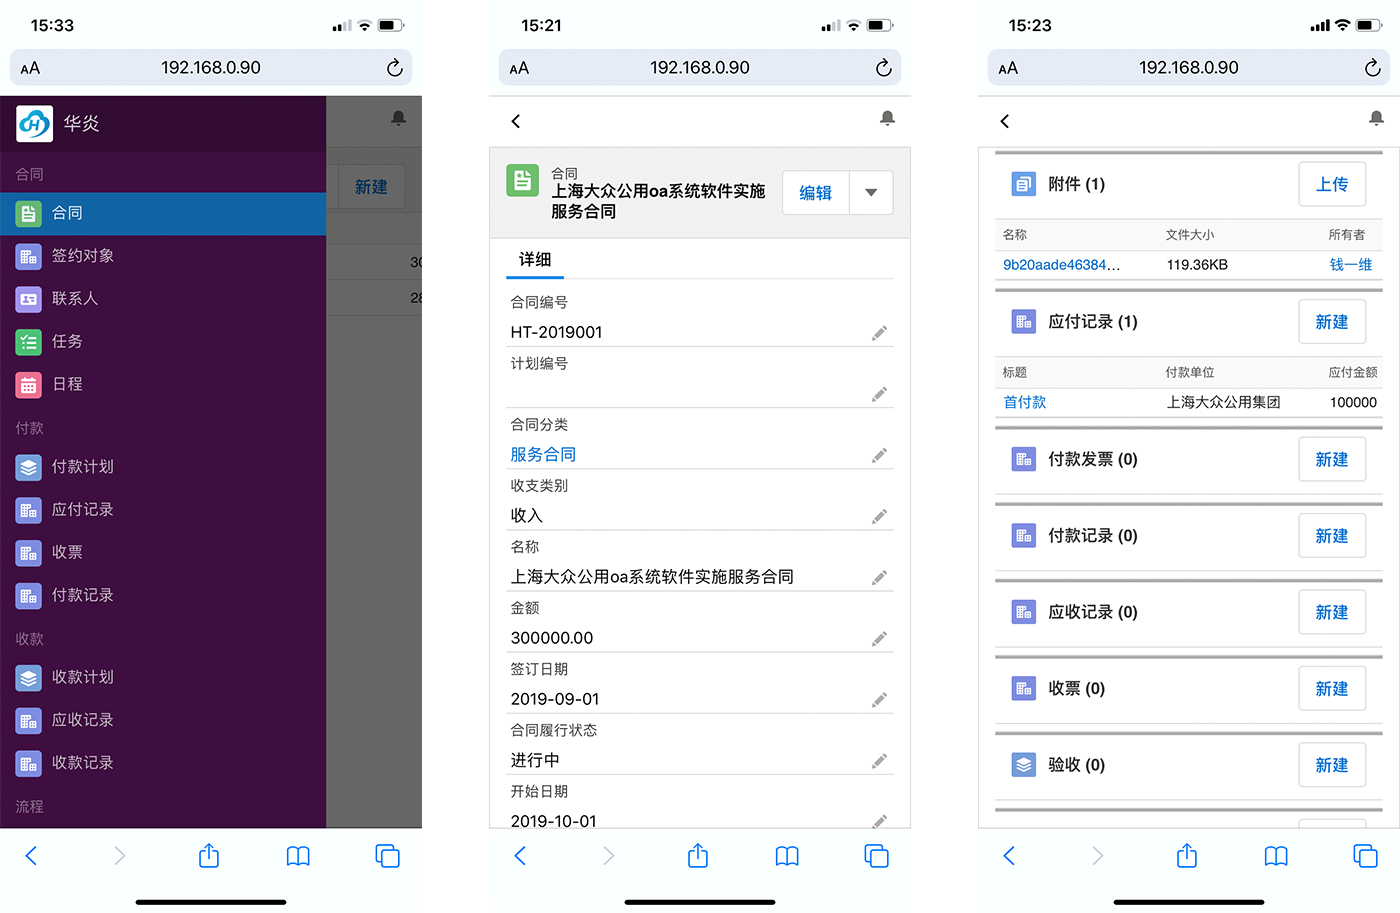 15:33
AA 192.168.0.90
华炎
合同
新建
合同
签约对象
30
联系人
28
任务
日程
付款
付款计划
应付记录
收票
付款记录
收款
收款计划
应收记录
收款记录
流程
15:21
AA 192.168.0.90
合同
上海大众公用oa系统软件实施
服务合同
编辑
详细
合同编号
HT-2019001
计划编号
合同分类
服务合同
收支类别
收入
名称
上海大众公用oa系统软件实施服务合同
金额
300000.00
签订日期
2019-09-01
合同履行状态
进行中
开始日期
2019-10-01
15:23
AA 192.168.0.90
附件 (1) 上传
名称 文件大小 所有者
9b20aade46384... 119.36KB 钱一维
应付记录 (1) 新建
标题 付款单位 应付金额
首付款 上海大众公用集团 100000
付款发票 (0) 新建
付款记录 (0) 新建
应收记录 (0) 新建
收票 (0) 新建
验收 (0) 新建